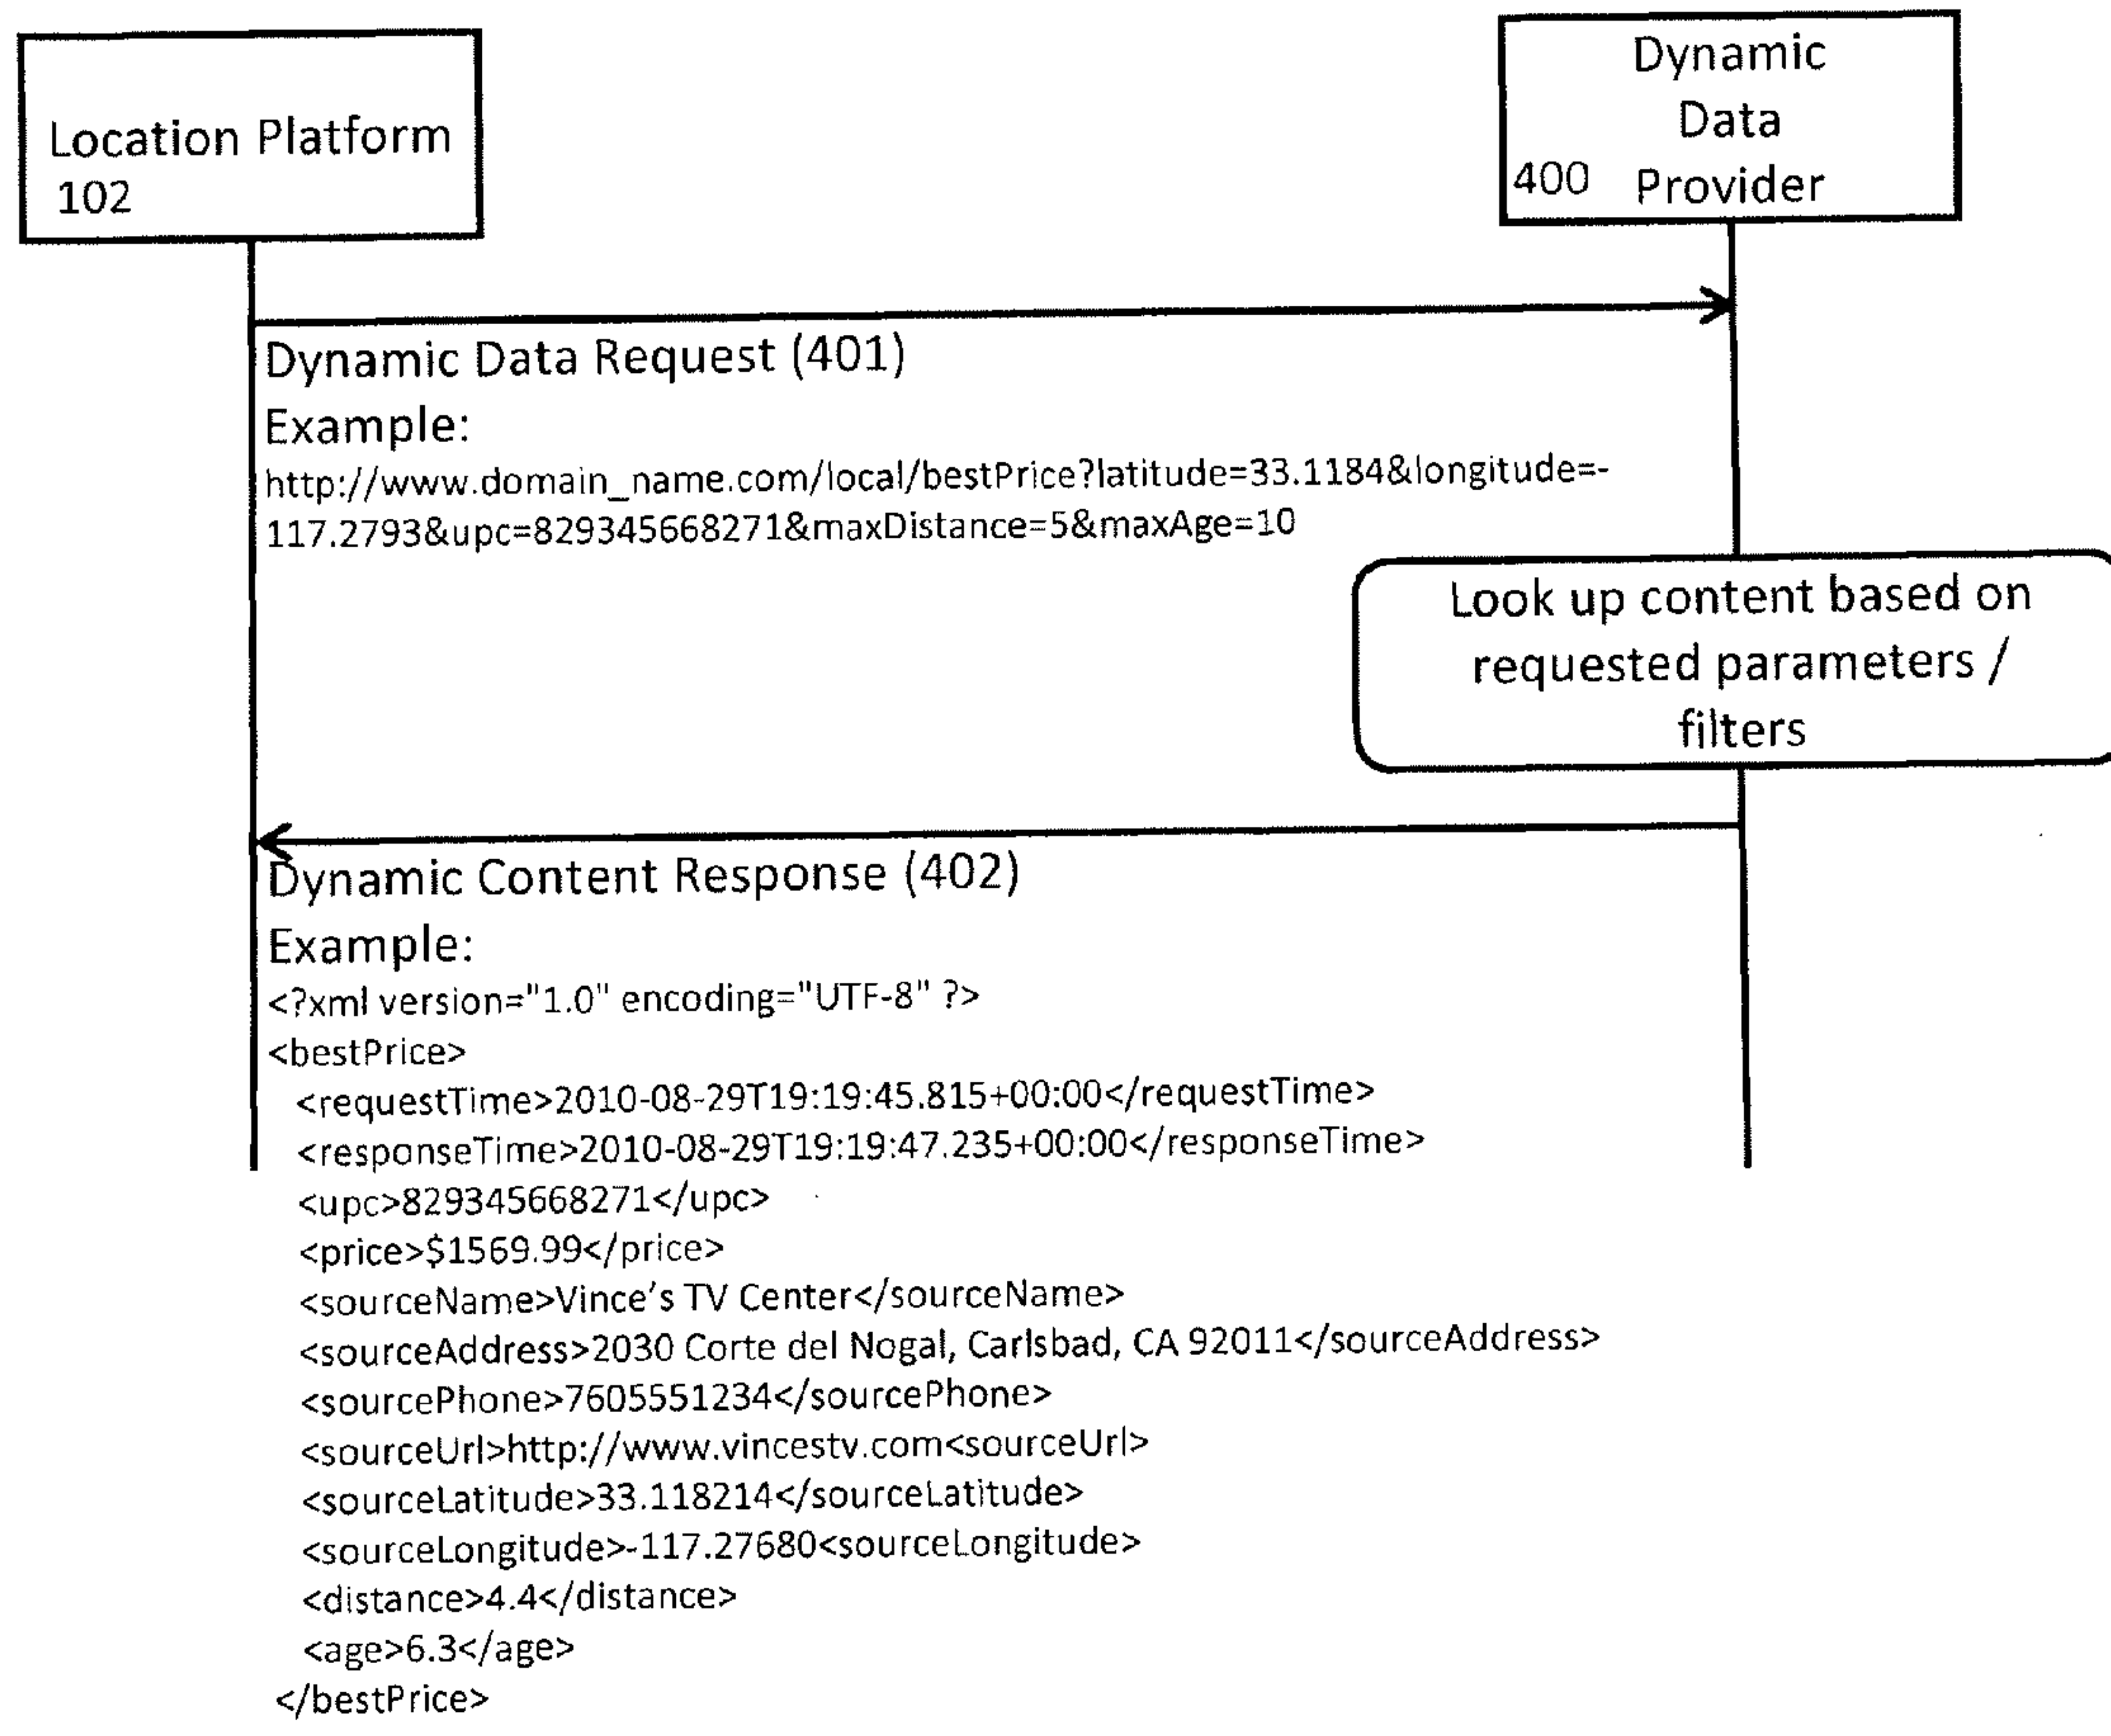 Location Platform
102
Dynamic
Data
400 Provider
Dynamic Data Request (401)
Example:
http://www.domain_name.com/local/bestPrice?latitude=33.1184&longitude=-
117.2793&upc=829345668271&maxDistance=5&maxAge=10
Look up content based on
requested parameters /
filters
Dynamic Content Response (402)
Example:
<?xml version="1.0" encoding="UTF-8" ?>
<bestPrice>
<requestTime>2010-08-29T19:19:45.815+00:00</requestTime>
<responseTime>2010-08-29T19:19:47.235+00:00</responseTime>
<upc>829345668271</upc>
<price>$1569.99</price>
<sourceName>Vince’s TV Center</sourceName>
<sourceAddress>2030 Corte del Nogal, Carlsbad, CA 92011</sourceAddress>
<sourcePhone>7605551234</sourcePhone>
<sourceUrl>http://www.vincestv.com<sourceUrl>
<sourceLatitude>33.118214</sourceLatitude>
<sourceLongitude>-117.27680<sourceLongitude>
<distance>4.4</distance>
<age>6.3</age>
</bestPrice>